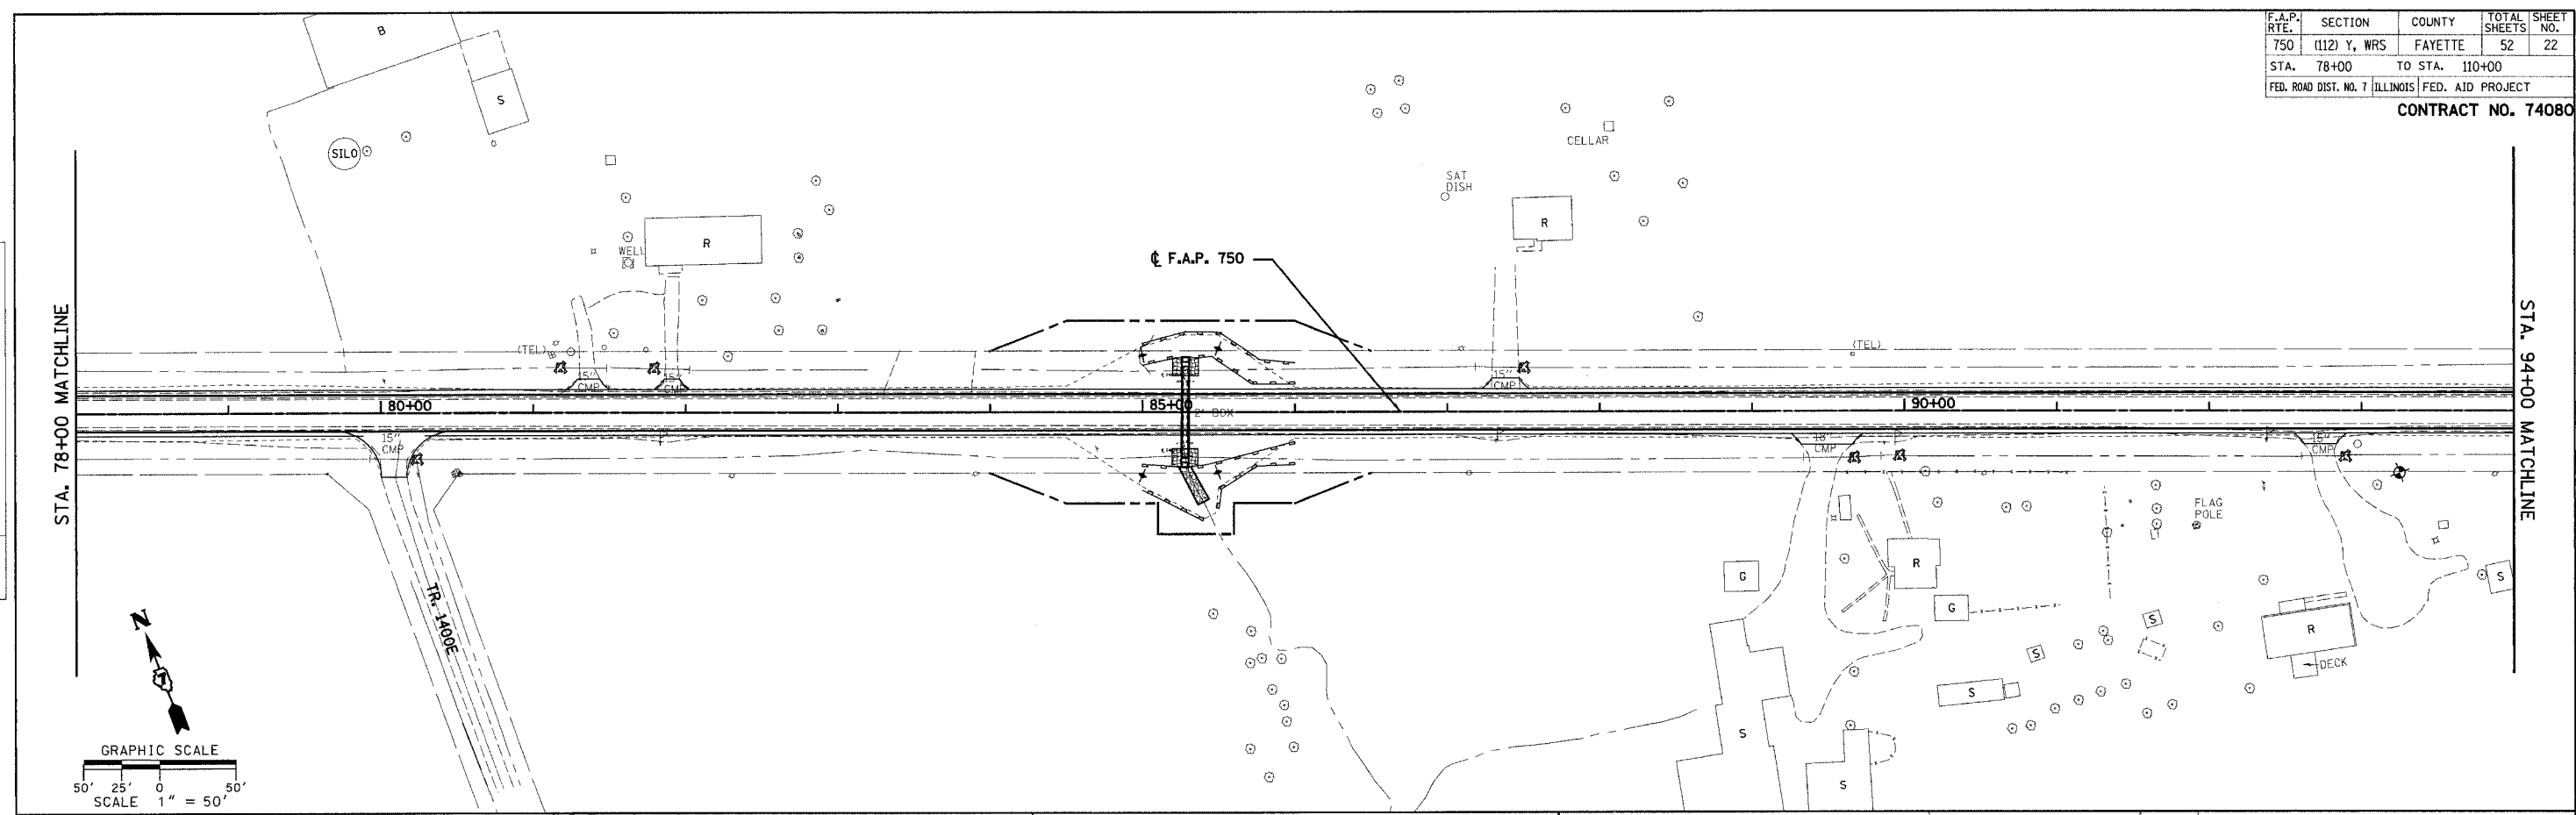 F.A.P. RTE. SECTION COUNTY TOTAL SHEETS SHEET NO.
750 (112) Y, WRS FAYETTE 52 22
STA. 78+00 TO STA. 110+00
FED. ROAD DIST. NO. 7 ILLINOIS FED. AID PROJECT
CONTRACT NO. 74080
B
S
SILO
CELLAR
SAT
DISH
R
R
WELL
℄ F.A.P. 750
STA. 78+00 MATCHLINE
STA. 94+00 MATCHLINE
(TEL)
(TEL)
15"
CMP
15"
CMP
15"
CMP
80+00
85+00
90+00
2' BOX
15"
CMP
18"
CMP
15"
CMP
FLAG
POLE
LT
TR. 1400E
G
R
G
S
S
S
R
DECK
S
S
S
N
7
GRAPHIC SCALE
50' 25' 0 50'
SCALE 1" = 50'